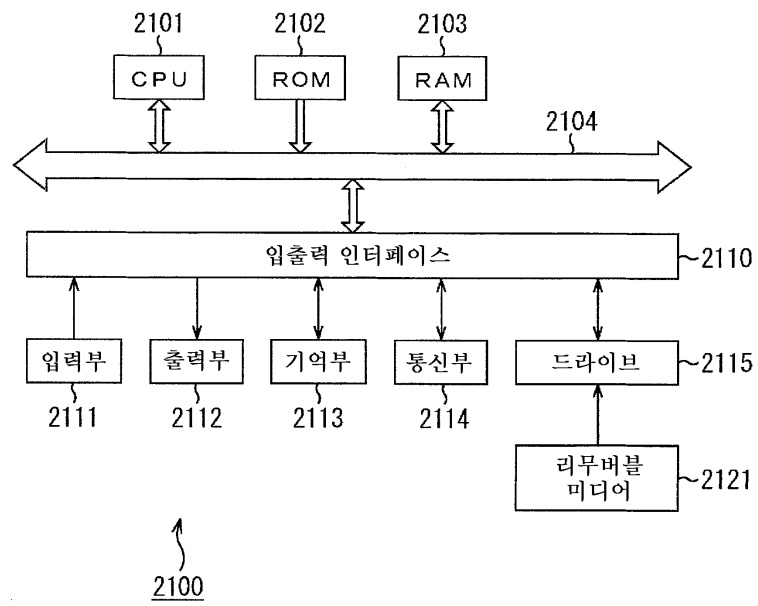 2101 2102 2103
CPU ROM RAM
2104
입출력 인터페이스 2110
입력부 출력부 기억부 통신부 드라이브 2115
2111 2112 2113 2114
리무버블
미디어 2121
2100